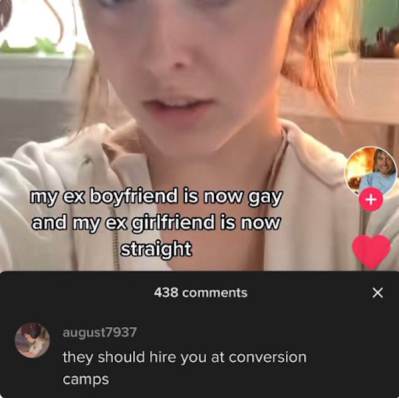 my ex boyfriend is now gay
and my ex girlfriend is now
straight
438 comments
august7937
they should hire you at conversion
camps